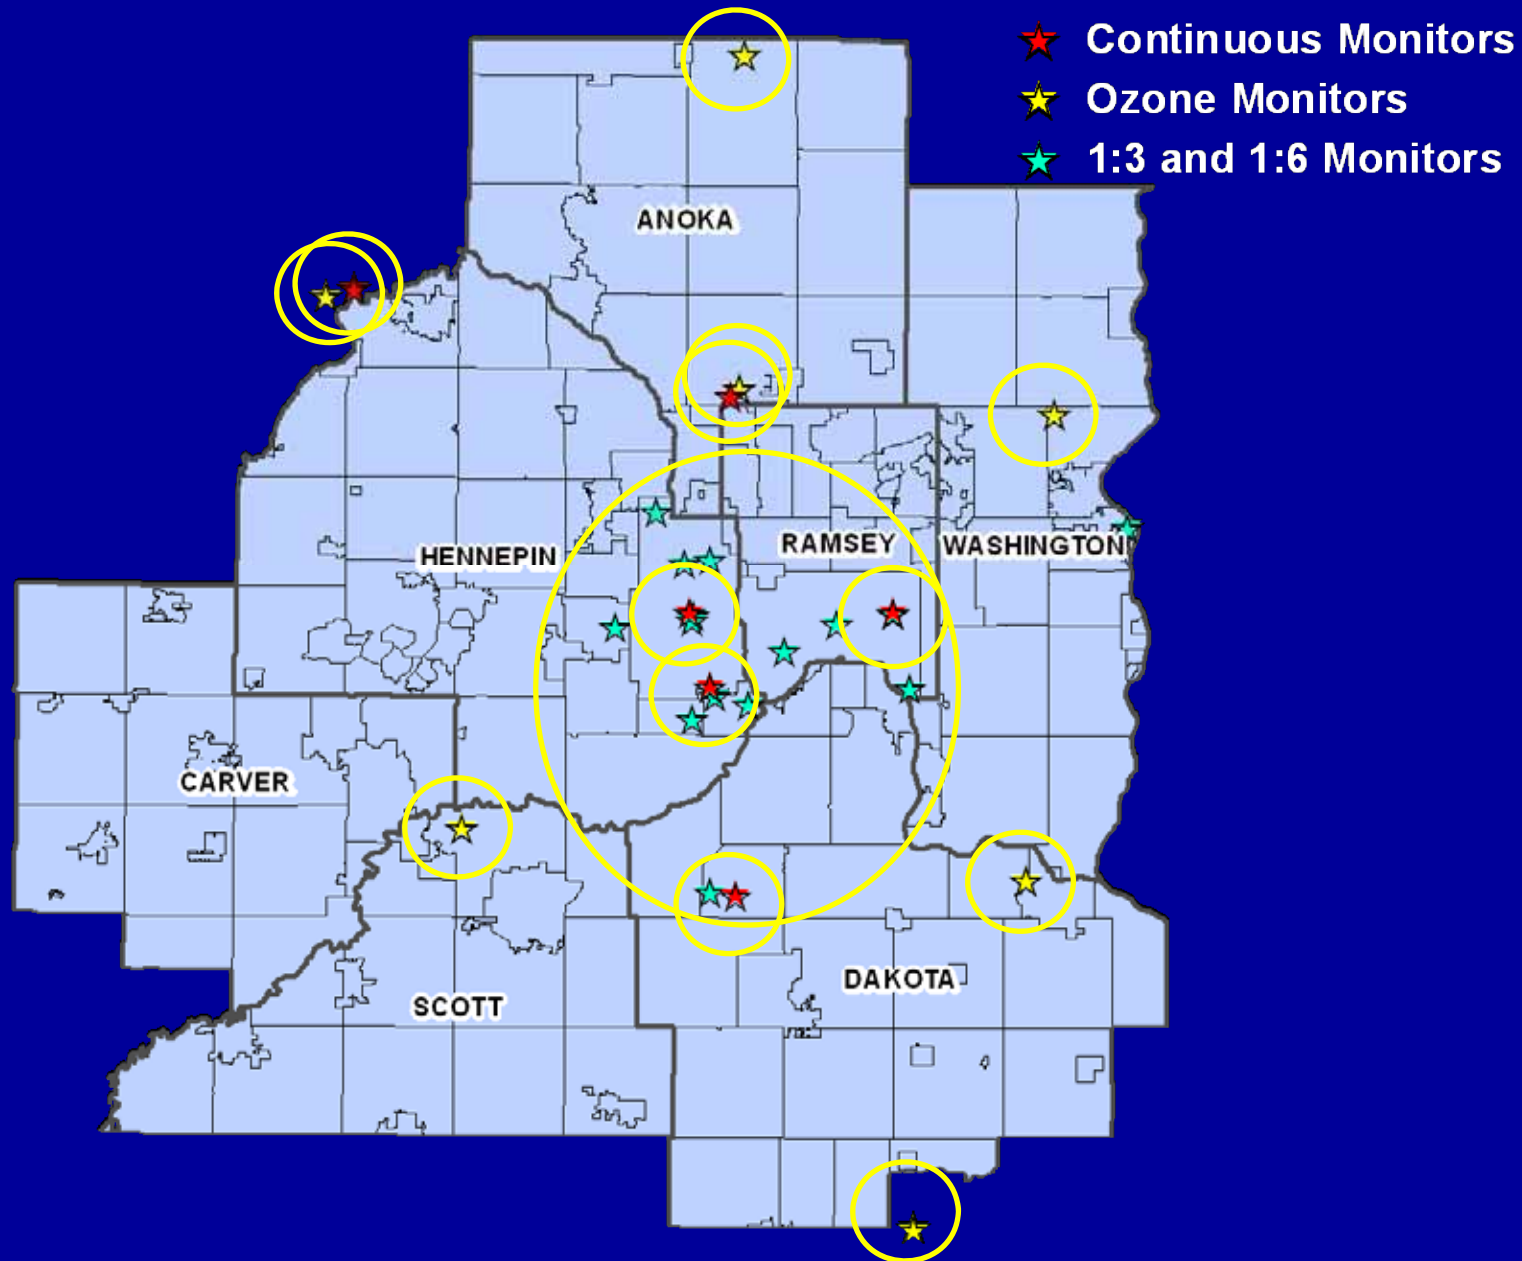 Continuous Monitors
Ozone Monitors
1:3 and 1:6 Monitors
ANOKA
HENNEPIN
RAMSEY
WASHINGTON
CARVER
SCOTT
DAKOTA